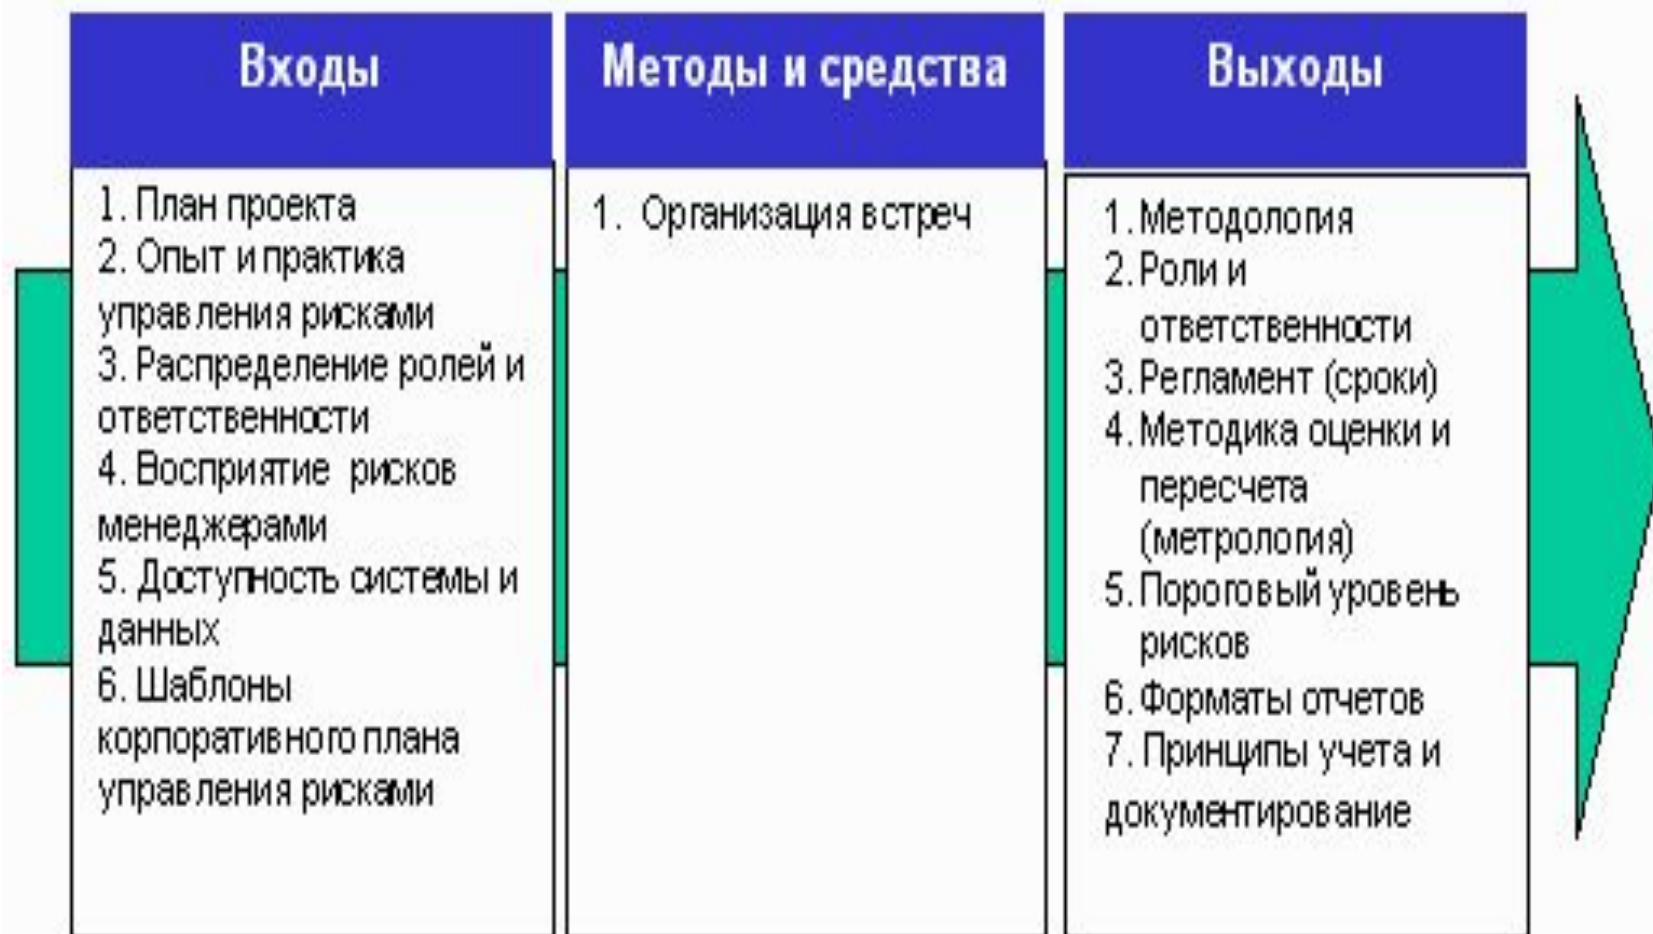 Входы
1. План проекта
2. Опыт и практика
управления рисками
3. Распределение ролей и
ответственности
4. Восприятие рисков
менеджерами
5. Доступность системы и
данных
6. Шаблоны
корпоративного плана
управления рисками
Методы и средства
1. Организация встреч
Выходы
1. Методология
2. Роли и
ответственности
3. Регламент (сроки)
4. Методика оценки и
пересчета
(метрология)
5. Пороговый уровень
рисков
6. Форматы отчетов
7. Принципы учета и
документирование